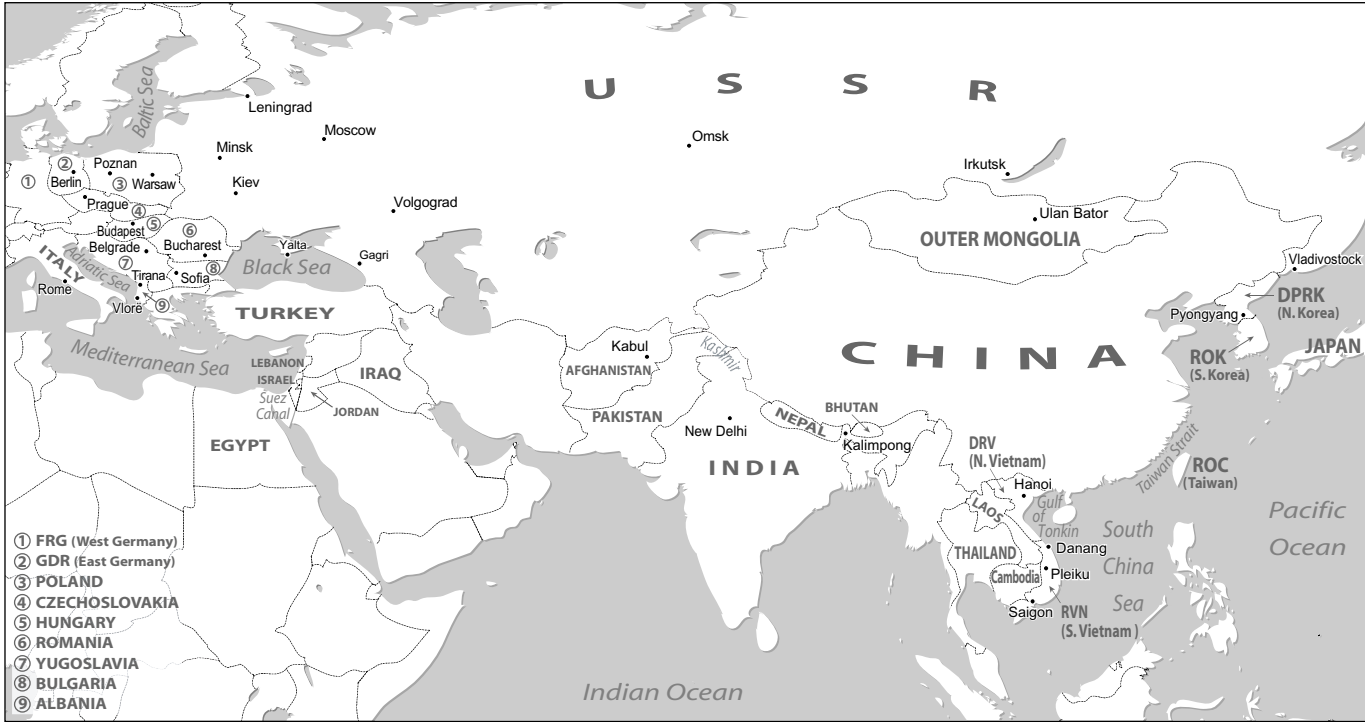 U S S R
Baltic Sea
Leningrad
Moscow
Omsk
Minsk
Irkutsk
②
Poznan
①
Berlin
③
Warsaw
Kiev
Prague
④
Volgograd
Ulan Bator
⑤
Budapest
⑥
OUTER MONGOLIA
Belgrade
Bucharest
Yalta
ITALY
Adriatic Sea
⑦
Tirana
Sofia
⑧
Black Sea
Gagri
Vladivostock
Rome
Vlorë
⑨
TURKEY
DPRK
(N. Korea)
Pyongyang
Mediterranean Sea
Kabul
Kashmir
CHINA
ROK
(S. Korea)
JAPAN
LEBANON
ISRAEL
IRAQ
AFGHANISTAN
Suez
Canal
JORDAN
PAKISTAN
New Delhi
NEPAL
BHUTAN
Kalimpong
EGYPT
INDIA
DRV
(N. Vietnam)
Hanoi
Taiwan Strait
ROC
(Taiwan)
LAOS
Gulf
of
Tonkin
South
China
Sea
Pacific
Ocean
THAILAND
Danang
Cambodia
Pleiku
Saigon
RVN
(S. Vietnam )
Indian Ocean
① FRG (West Germany)
② GDR (East Germany)
③ POLAND
④ CZECHOSLOVAKIA
⑤ HUNGARY
⑥ ROMANIA
⑦ YUGOSLAVIA
⑧ BULGARIA
⑨ ALBANIA